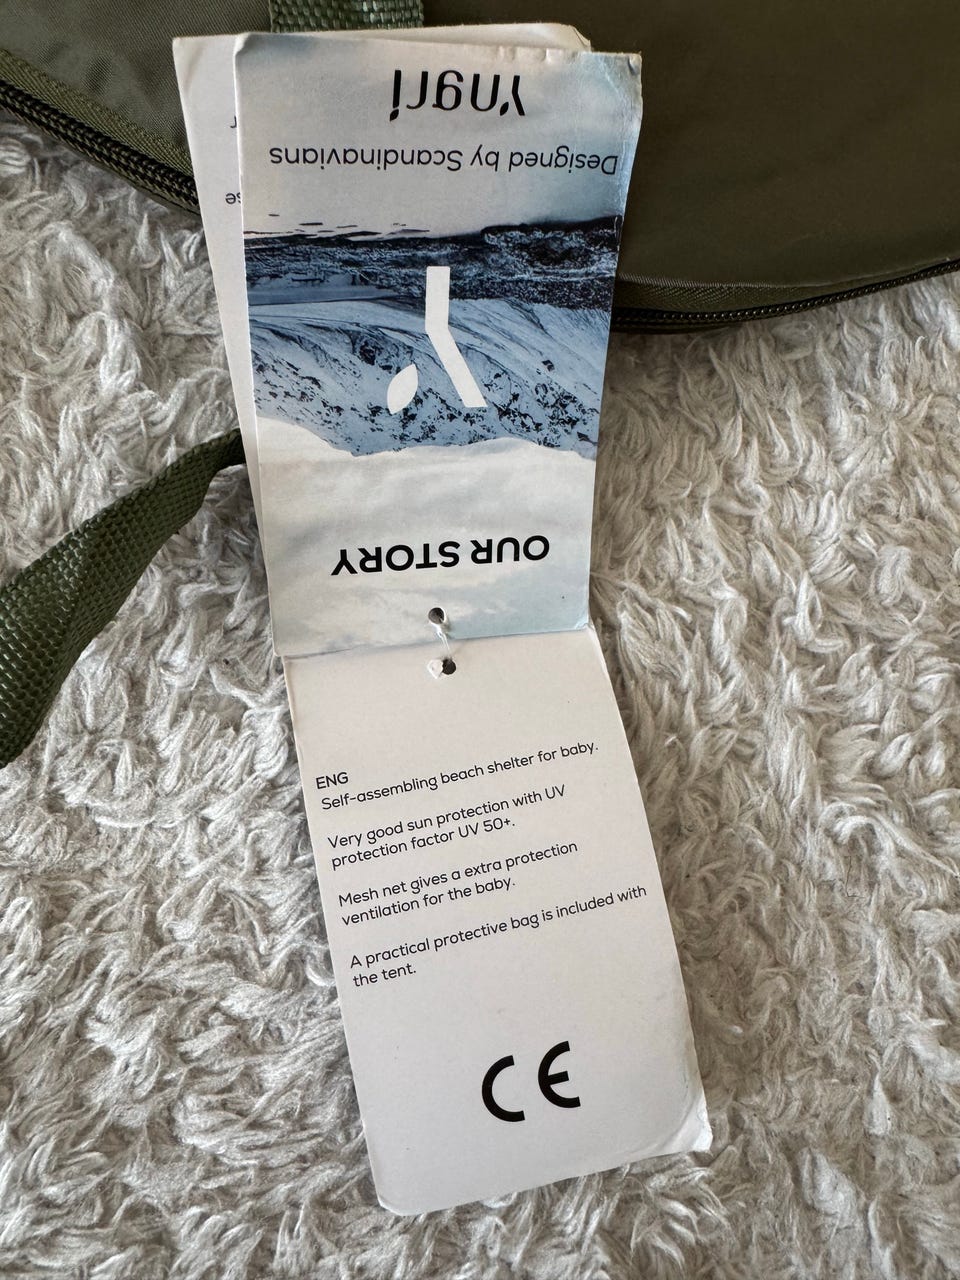 Yngri
Designed by Scandinavians
OUR STORY
ENG
Self-assembling beach shelter for baby.
Very good sun protection with UV
protection factor UV 50+.
Mesh net gives a extra protection
ventilation for the baby.
A practical protective bag is included with
the tent.
CE